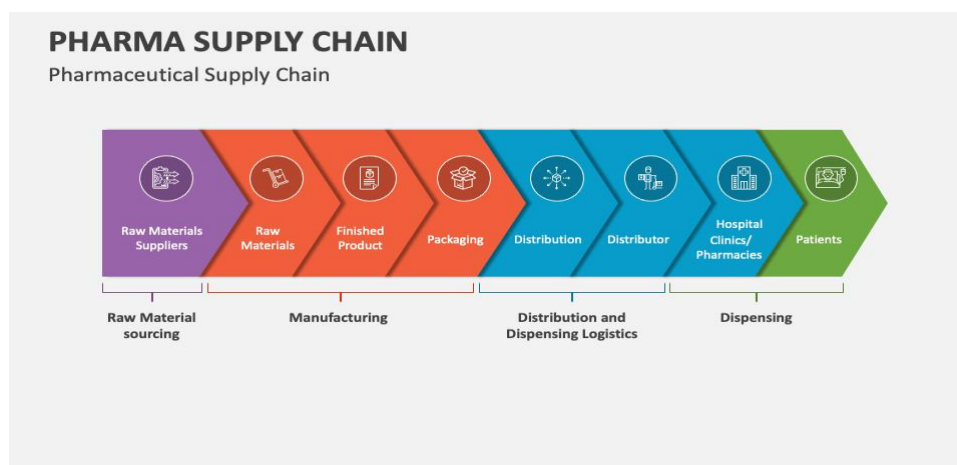 PHARMA SUPPLY CHAIN
Pharmaceutical Supply Chain
Raw Materials
Suppliers
Raw
Materials
Finished
Product
Packaging
Distribution
Distributor
Hospital
Clinics/
Pharmacies
Patients
Raw Material
sourcing
Manufacturing
Distribution and
Dispensing Logistics
Dispensing